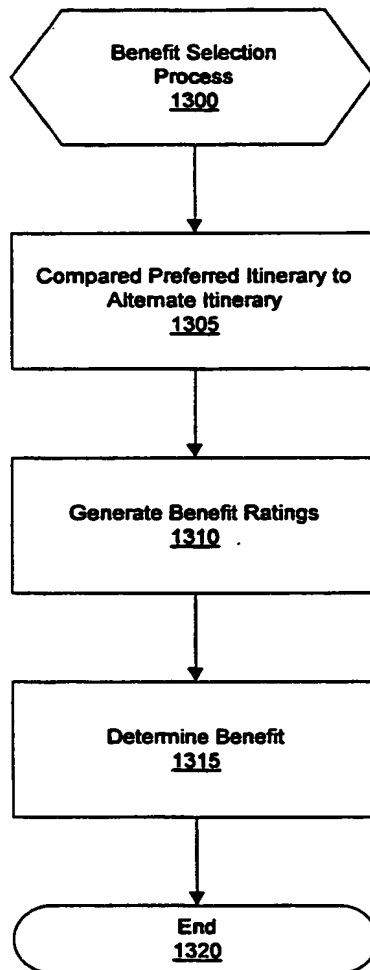 Benefit Selection
Process
1300
Compared Preferred Itinerary to
Alternate Itinerary
1305
Generate Benefit Ratings
1310
Determine Benefit
1315
End
1320